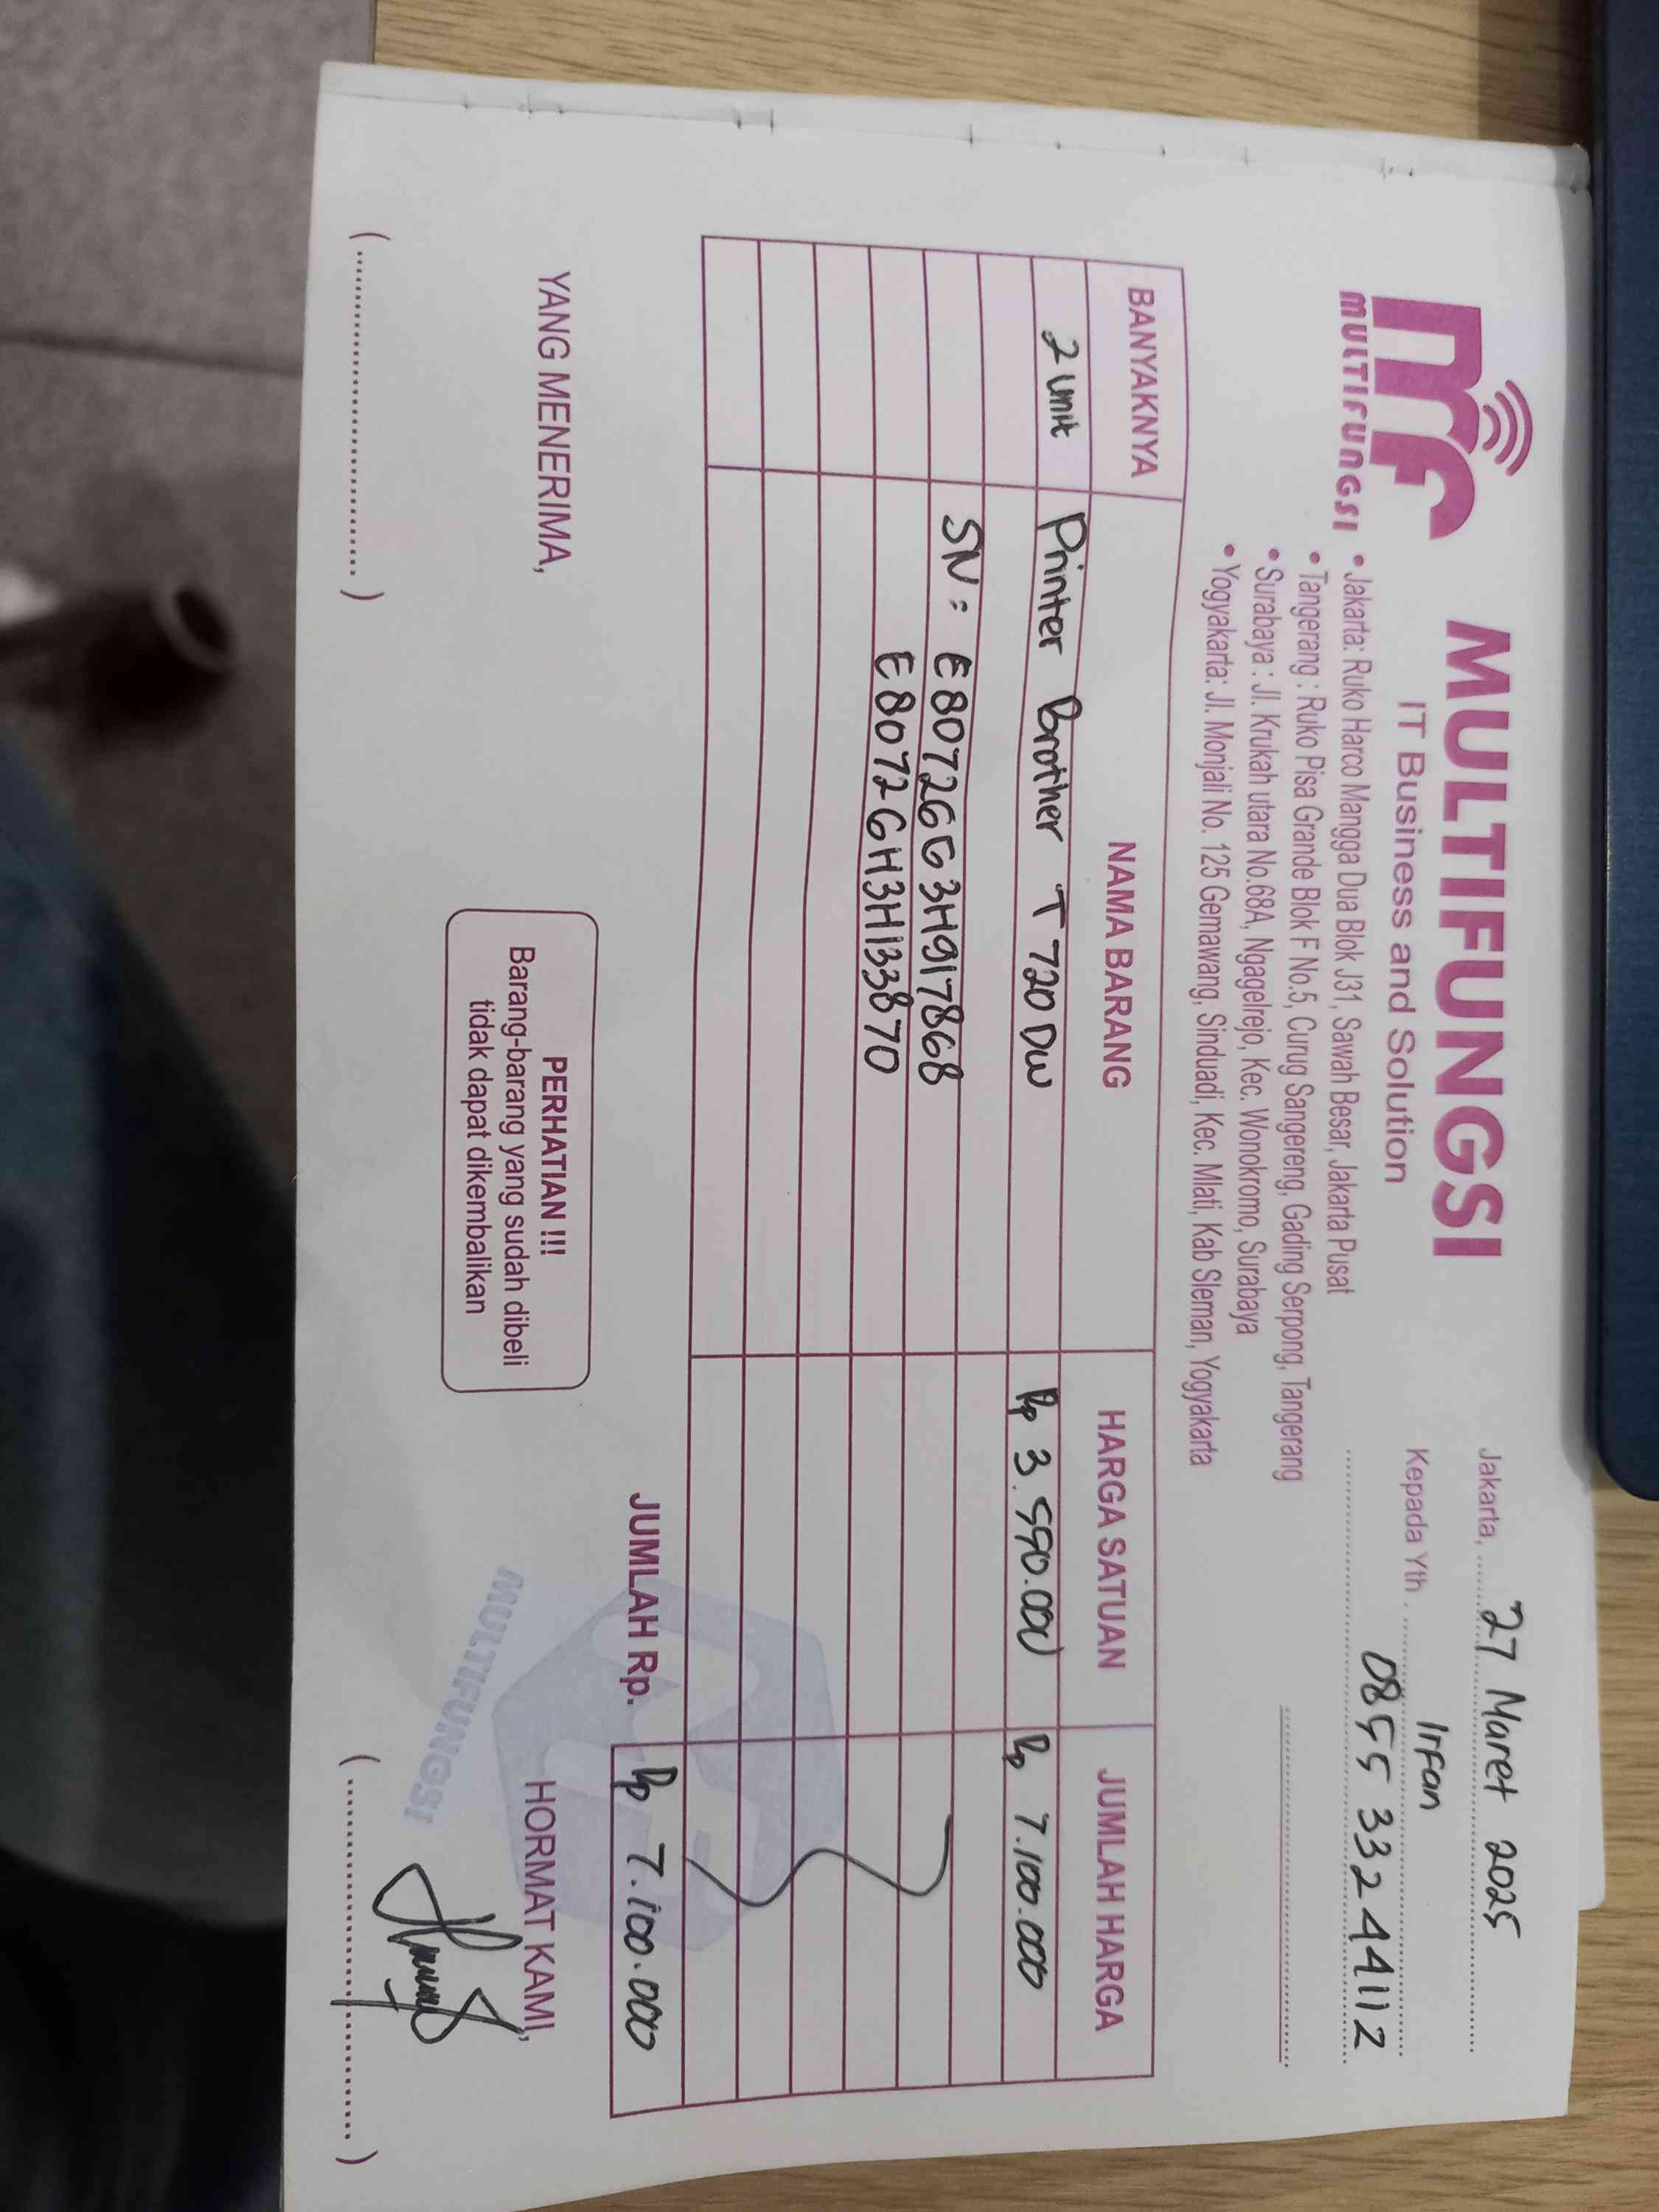 mf
MULTIFUNGSI
MULTIFUNGSI
IT Business and Solution
• Jakarta: Ruko Harco Mangga Dua Blok J31, Sawah Besar, Jakarta Pusat
• Tangerang : Ruko Pisa Grande Blok F No.5, Curug Sangereng, Gading Serpong, Tangerang
• Surabaya : Jl. Krukah utara No.68A, Ngagelrejo, Kec. Wonokromo, Surabaya
• Yogyakarta: Jl. Monjali No. 125 Gemawang, Sinduadi, Kec. Mlati, Kab Sleman, Yogyakarta
Jakarta, 27 Maret 2025
Kepada Yth. Irfan
0855 332 44112
BANYAKNYA NAMA BARANG HARGA SATUAN JUMLAH HARGA
2 unit Printer Brother T 720 DW Rp 3.550.000 Rp 7.100.000
SN : E80726G3H917868
E80726H3H133870
JUMLAH Rp. Rp 7.100.000
YANG MENERIMA,
PERHATIAN !!!
Barang-barang yang sudah dibeli
tidak dapat dikembalikan
HORMAT KAMI,
MULTIFUNGSI